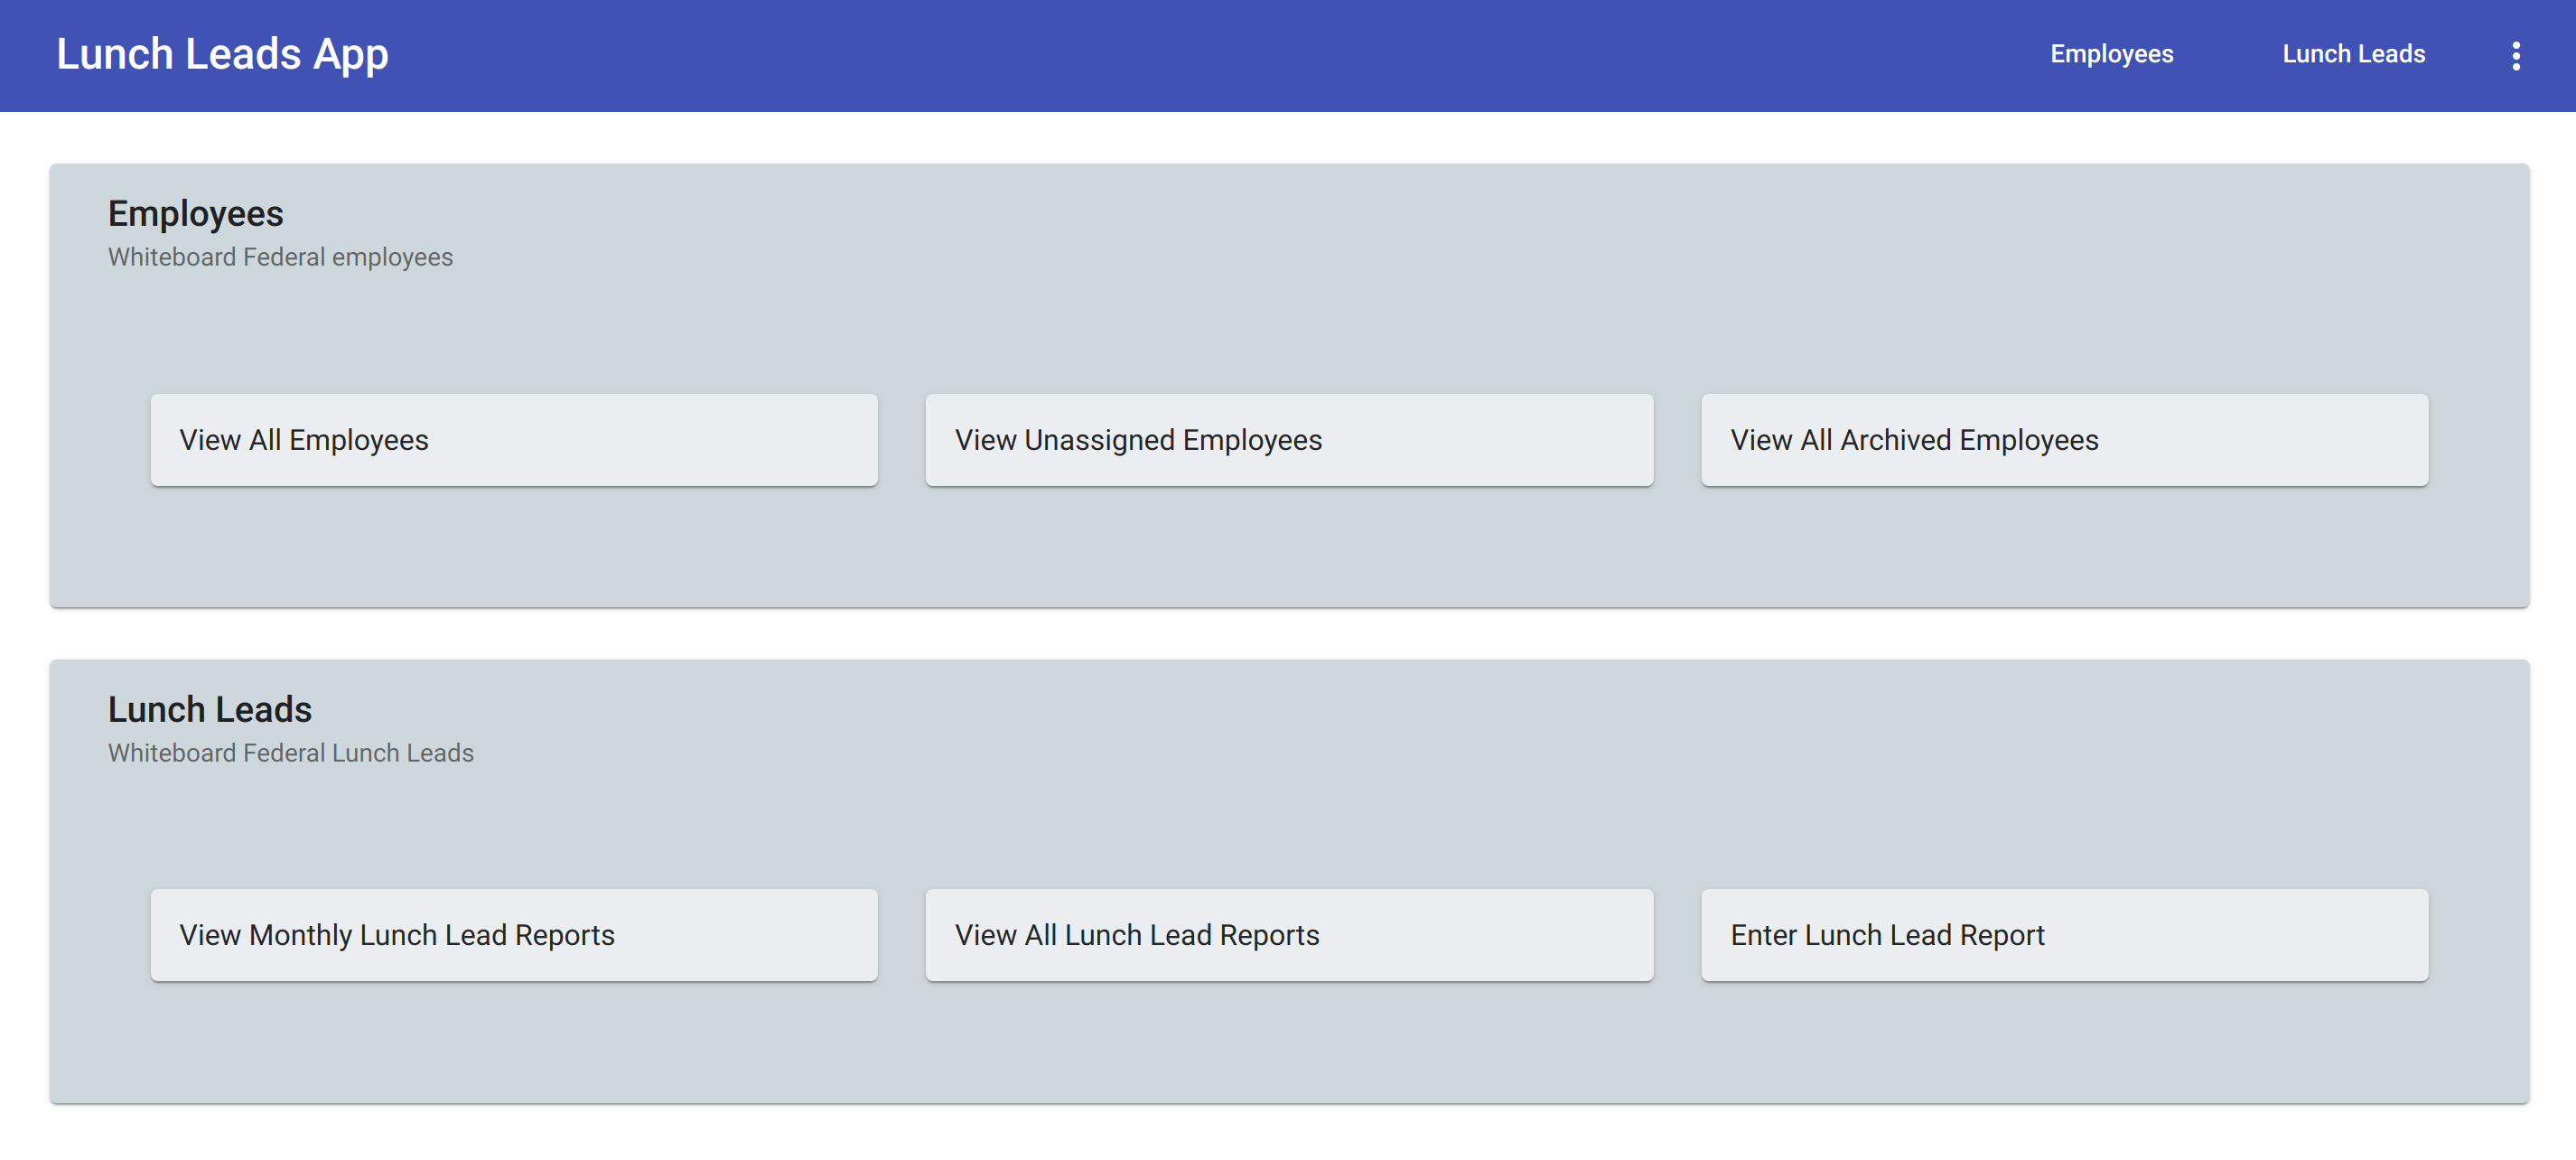 Lunch Leads App
Employees
Lunch Leads
Employees
Whiteboard Federal employees
View All Employees
View Unassigned Employees
View All Archived Employees
Lunch Leads
Whiteboard Federal Lunch Leads
View Monthly Lunch Lead Reports
View All Lunch Lead Reports
Enter Lunch Lead Report